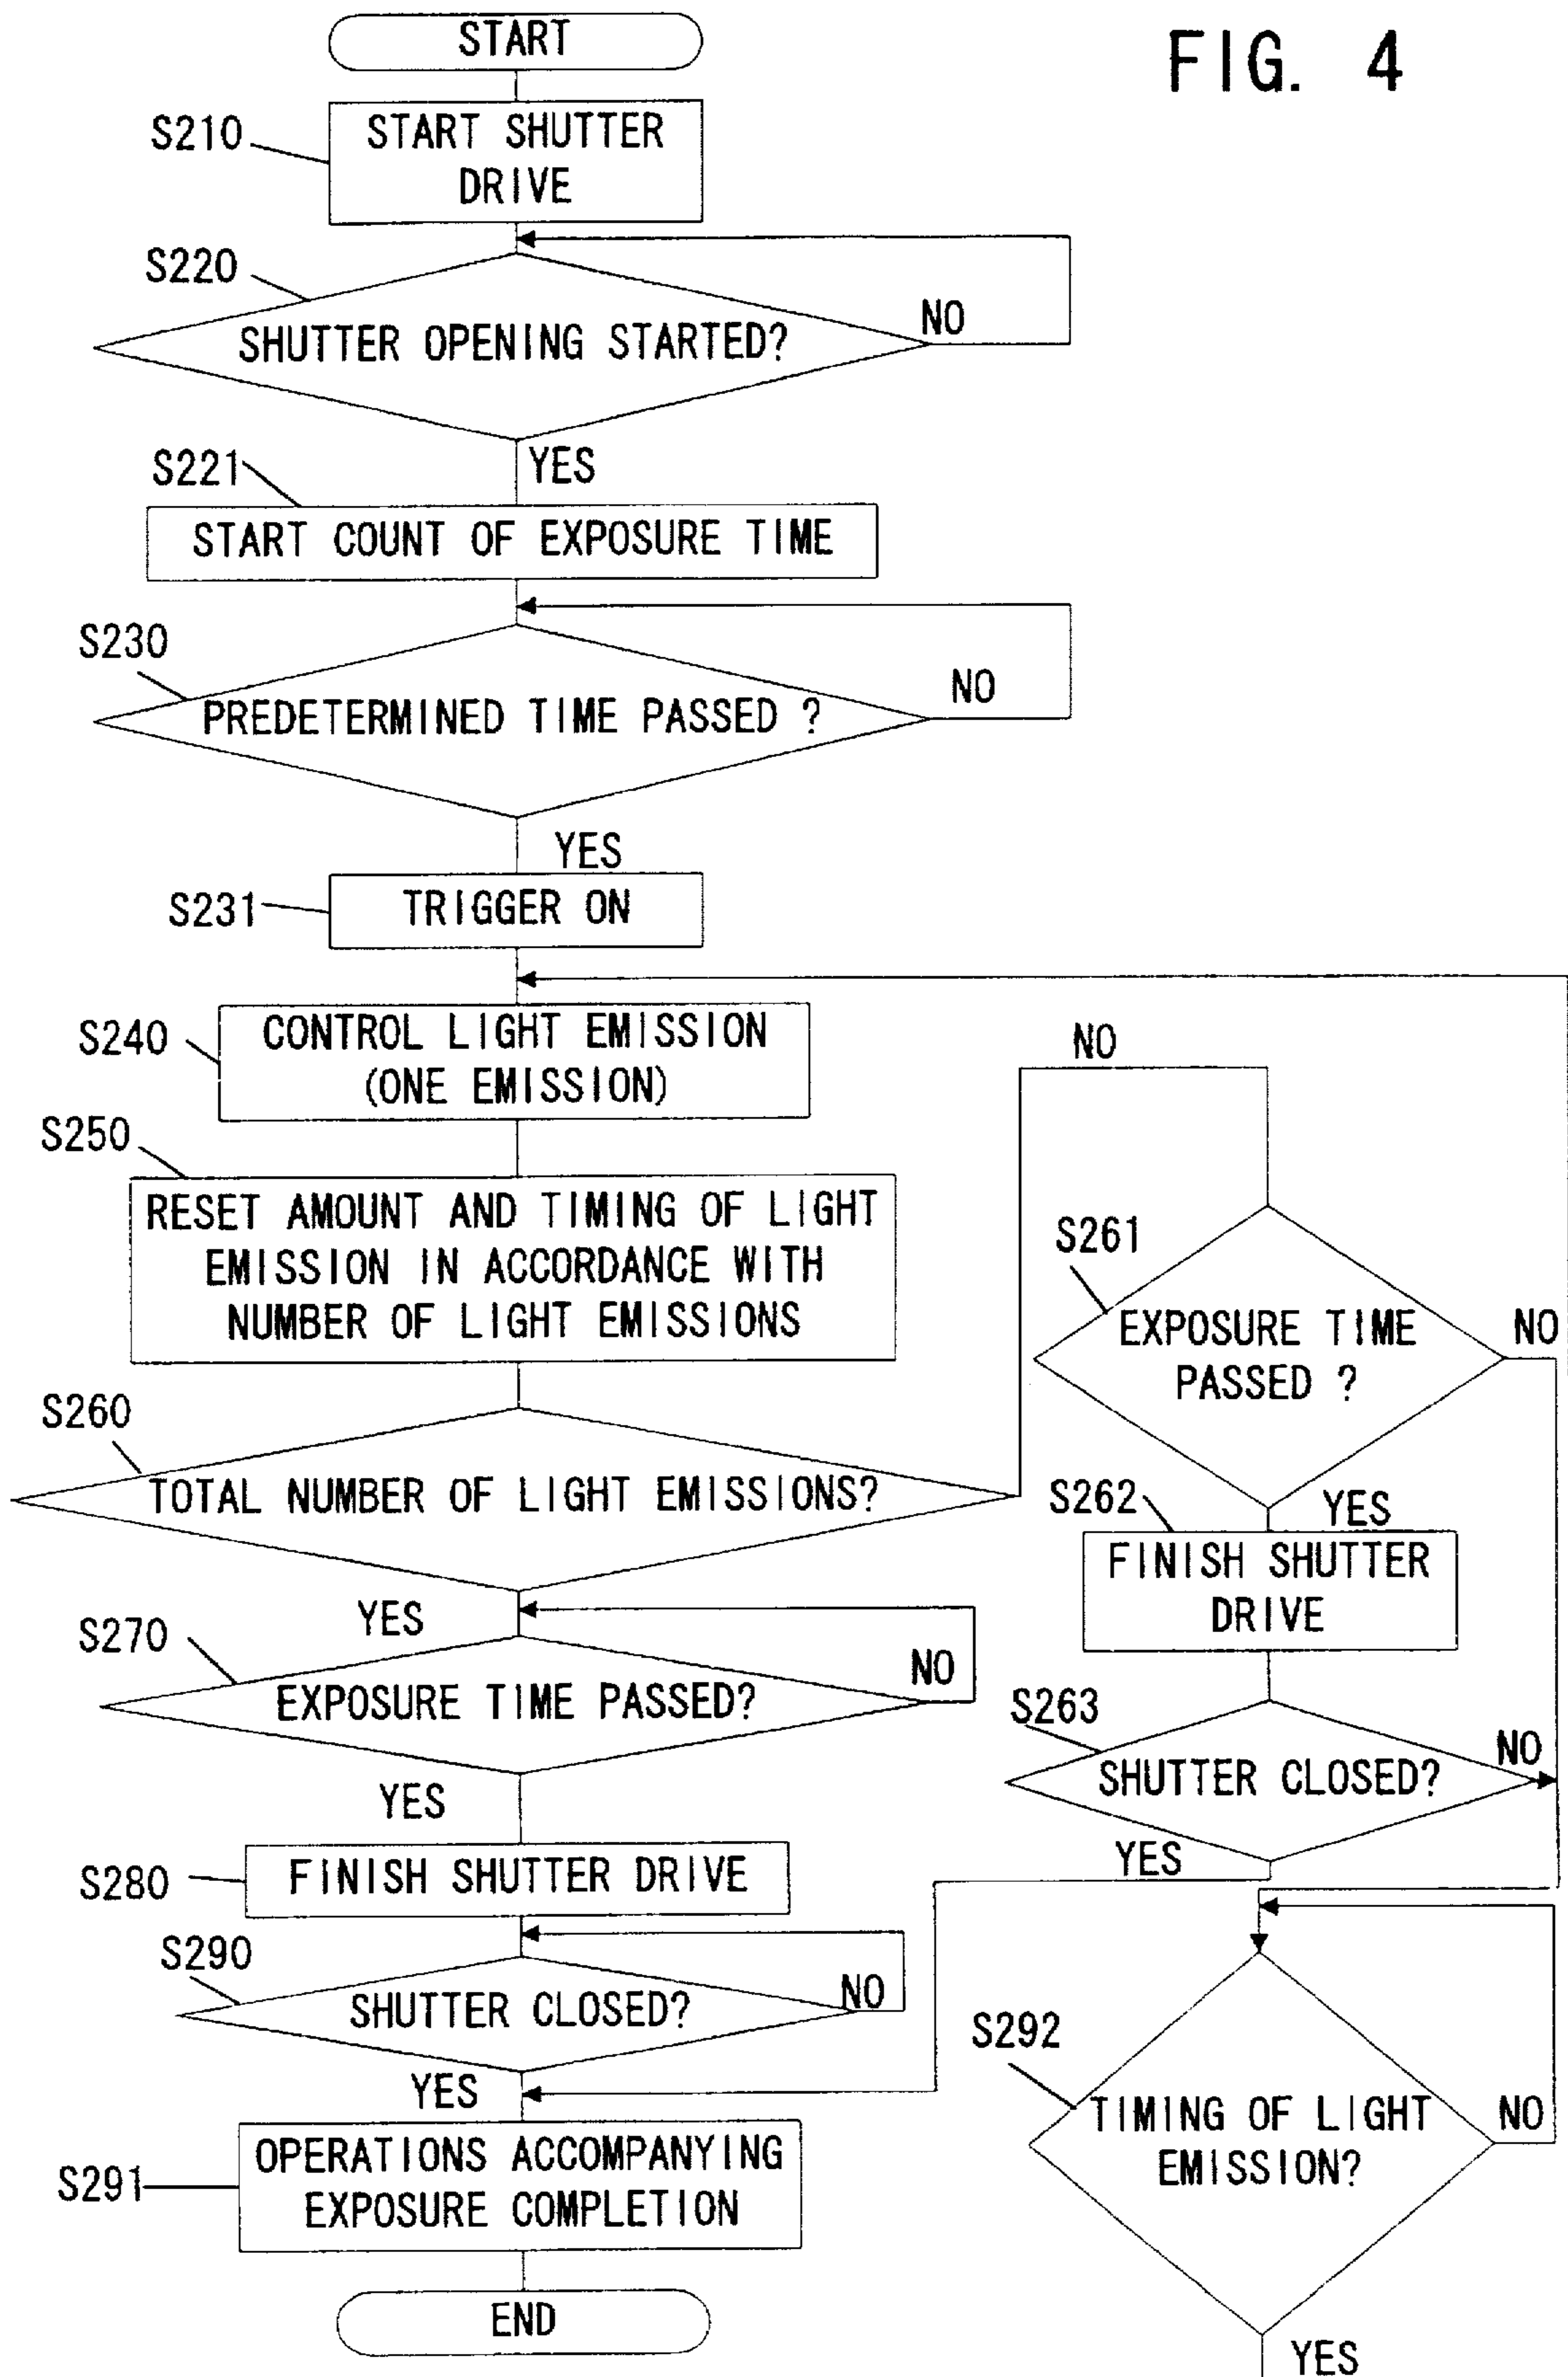 FIG. 4
START
S210
START SHUTTER
DRIVE
S220
SHUTTER OPENING STARTED?
NO
YES
S221
START COUNT OF EXPOSURE TIME
S230
PREDETERMINED TIME PASSED ?
NO
YES
S231
TRIGGER ON
S240
CONTROL LIGHT EMISSION
(ONE EMISSION)
S250
RESET AMOUNT AND TIMING OF LIGHT
EMISSION IN ACCORDANCE WITH
NUMBER OF LIGHT EMISSIONS
S260
TOTAL NUMBER OF LIGHT EMISSIONS?
NO
YES
S261
EXPOSURE TIME
PASSED ?
NO
YES
S262
FINISH SHUTTER
DRIVE
S263
SHUTTER CLOSED?
NO
YES
S270
EXPOSURE TIME PASSED?
NO
YES
S280
FINISH SHUTTER DRIVE
S290
SHUTTER CLOSED?
NO
YES
S291
OPERATIONS ACCOMPANYING
EXPOSURE COMPLETION
END
S292
TIMING OF LIGHT
EMISSION?
NO
YES